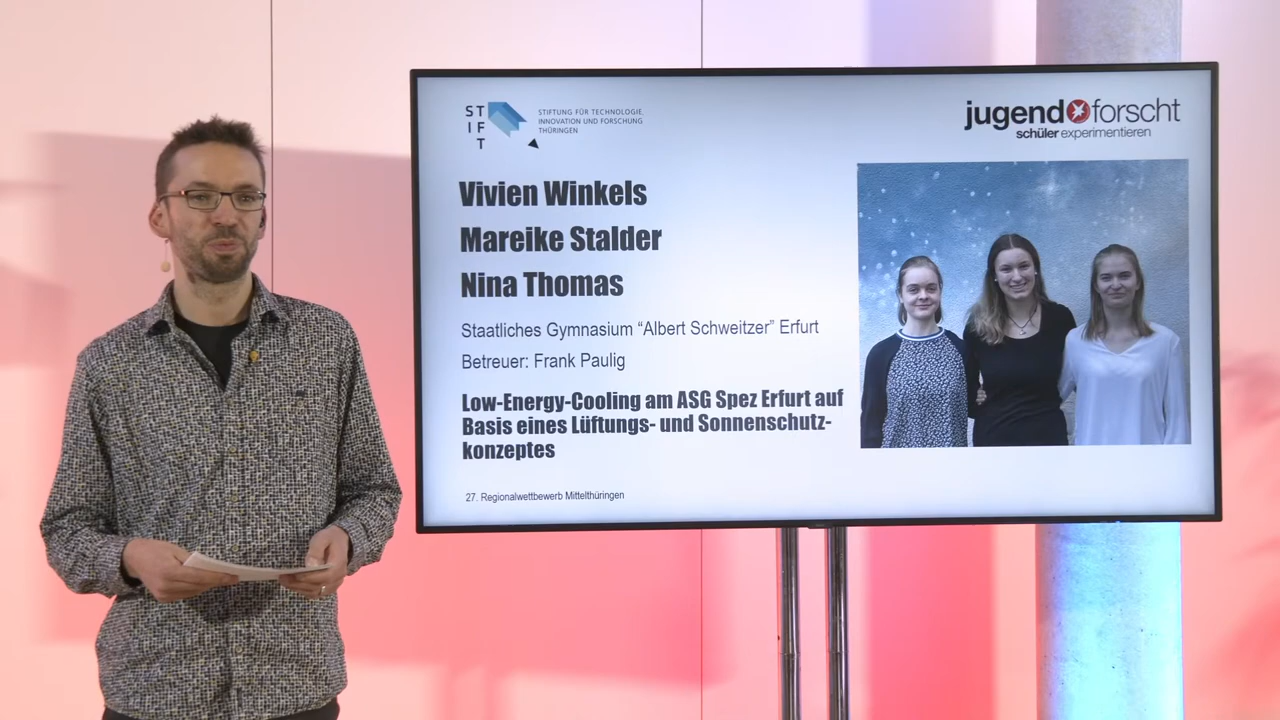 ST
IF
T
STIFTUNG FÜR TECHNOLOGIE,
INNOVATION UND FORSCHUNG
THÜRINGEN
jugend forscht
schüler experimentieren
Vivien Winkels
Mareike Stalder
Nina Thomas
Staatliches Gymnasium “Albert Schweitzer” Erfurt
Betreuer: Frank Paulig
Low-Energy-Cooling am ASG Spez Erfurt auf
Basis eines Lüftungs- und Sonnenschutz-
konzeptes
27. Regionalwettbewerb Mittelthüringen